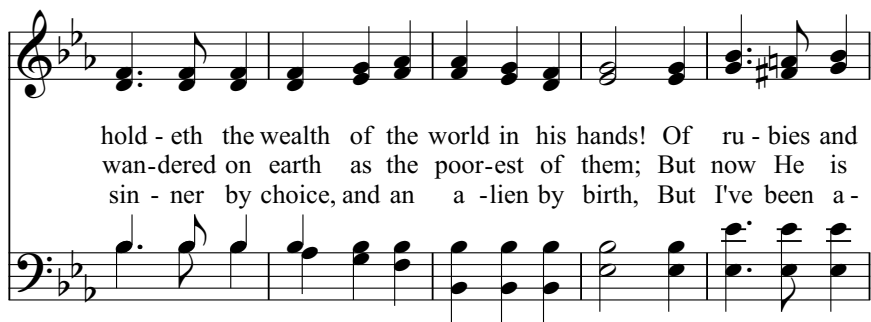 hold - eth the wealth of the world in his hands! Of ru - bies and
wan-dered on earth as the poor-est of them; But now He is
sin - ner by choice, and an a -lien by birth, But I've been a -